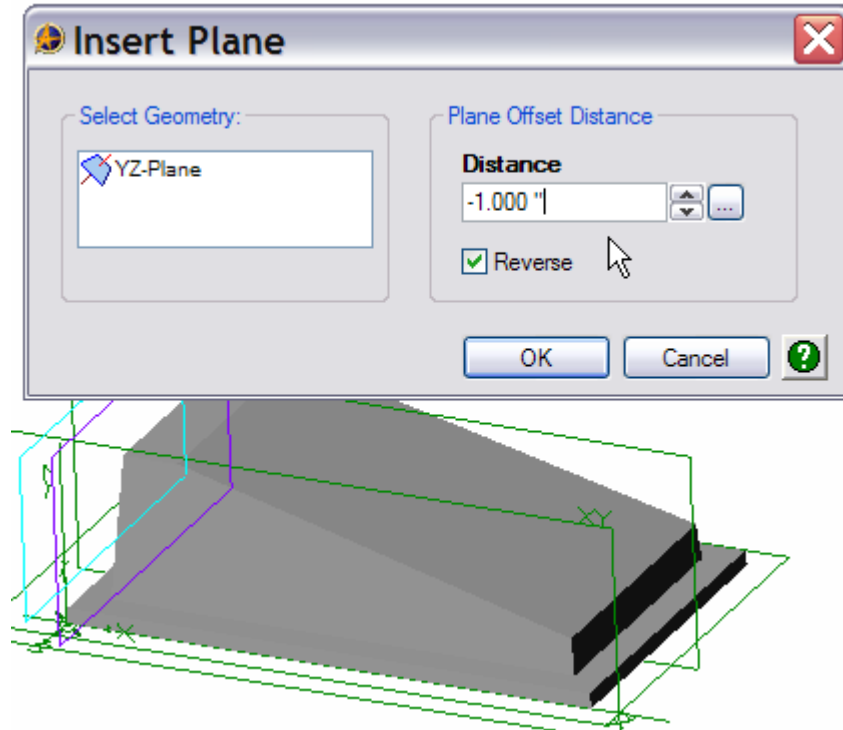 Insert Plane
Select Geometry:
YZ-Plane
Plane Offset Distance
Distance
-1.000 "
...
Reverse
OK
Cancel
?
XY
+X